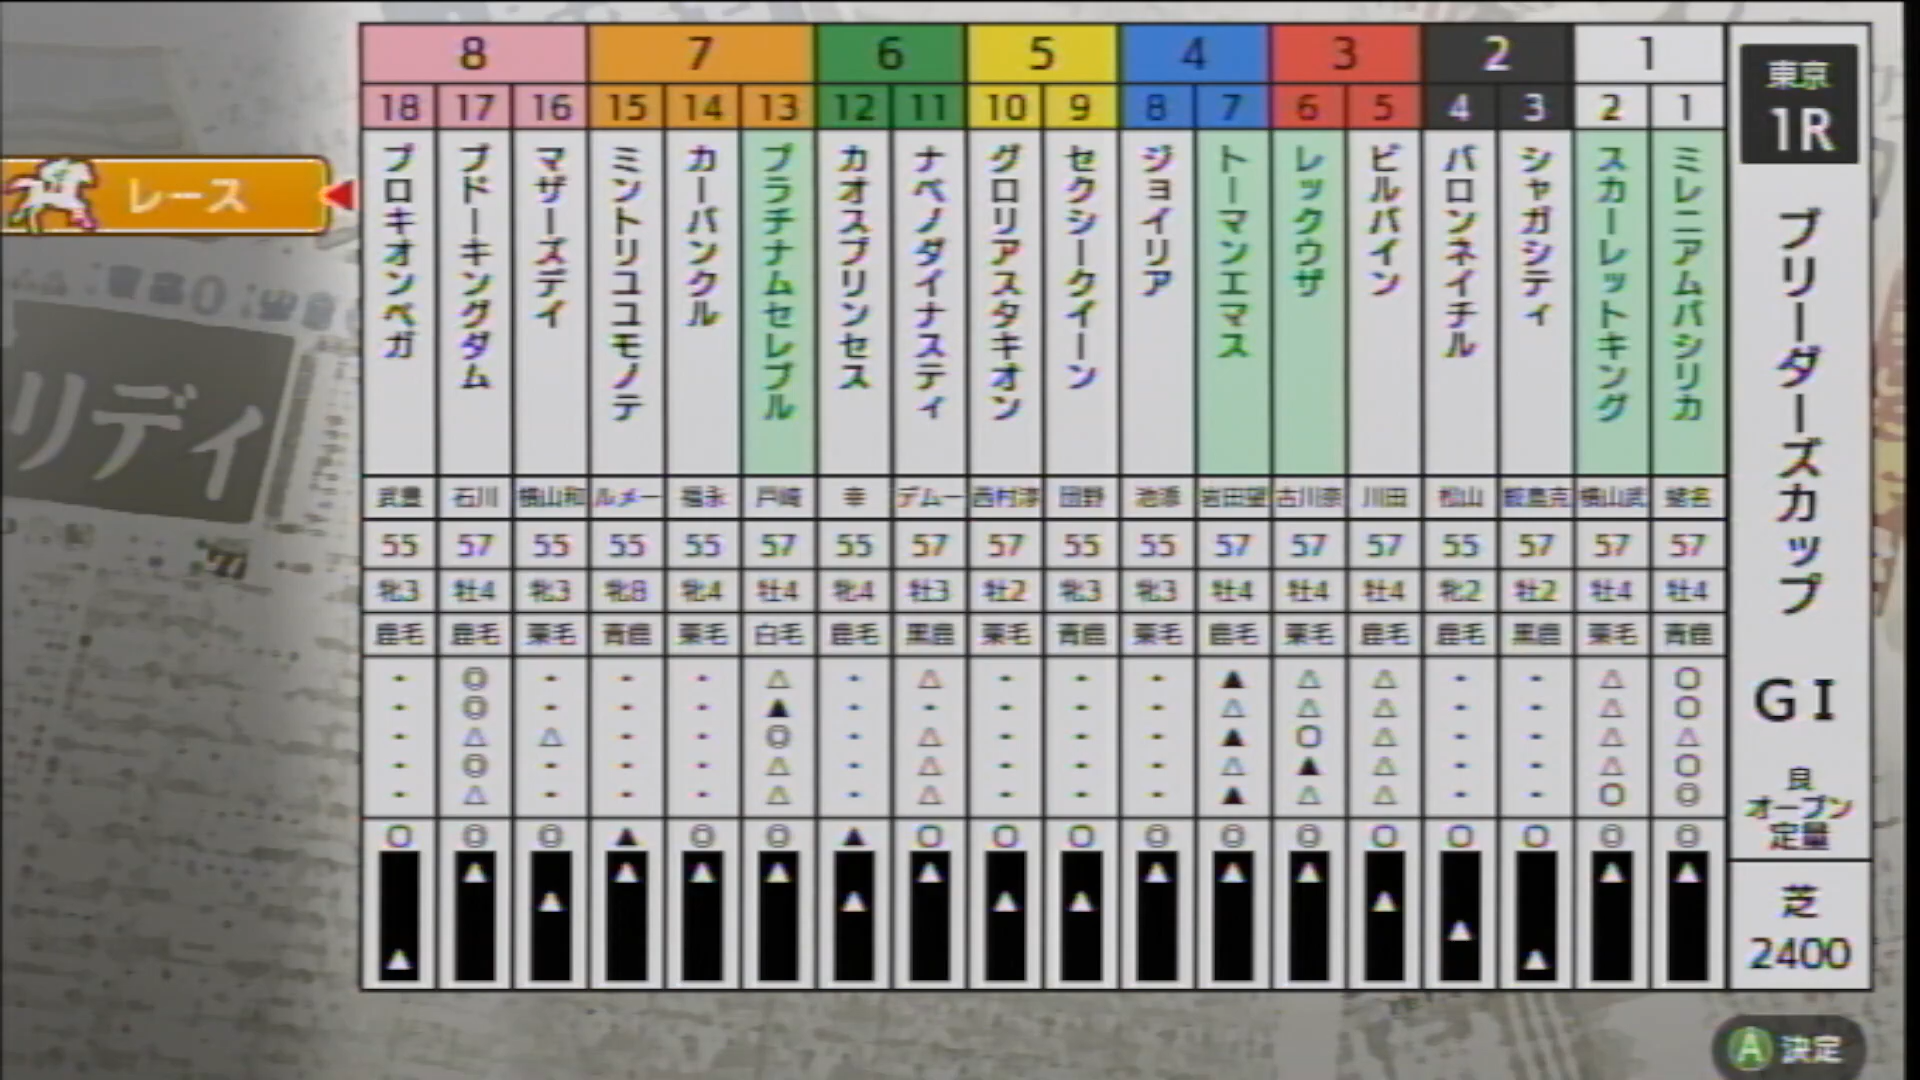 8 7 6 5 4 3 2 1
18 17 16 15 14 13 12 11 10 9 8 7 6 5 4 3 2 1
東京
1R
ブリーダーズカップ
GI
良
オープン
定量
芝
2400
ミレニアムバシリカ
スカーレットキング
シャガシティ
バロンネイチル
ビルバイン
レックウザ
トーマンエマス
ジョイリア
セクシークイーン
グロリアスタキオン
ナベノダイナスティ
カオスプリンセス
プラチナムセレブル
カーバンクル
ミントリユユモノテ
マザーズデイ
ブドーキングダム
プロキオンベガ
レース
リディ
武豊 石川 横山和 ルメー 福永 戸崎 幸 デムー 西村淳 団野 池添 岩田望 古川奈 川田 松山 飯島克 横山武 蛯名
55 57 55 55 55 57 55 57 57 55 55 57 57 57 55 57 57 57
牝3 牡4 牝3 牝8 牝4 牡4 牝4 牡3 牡2 牝3 牝3 牡4 牡4 牡4 牝2 牡2 牡4 牡4
鹿毛 鹿毛 栗毛 青鹿 栗毛 白毛 鹿毛 黒鹿 栗毛 青鹿 栗毛 鹿毛 栗毛 鹿毛 鹿毛 黒鹿 栗毛 青鹿
A 決定